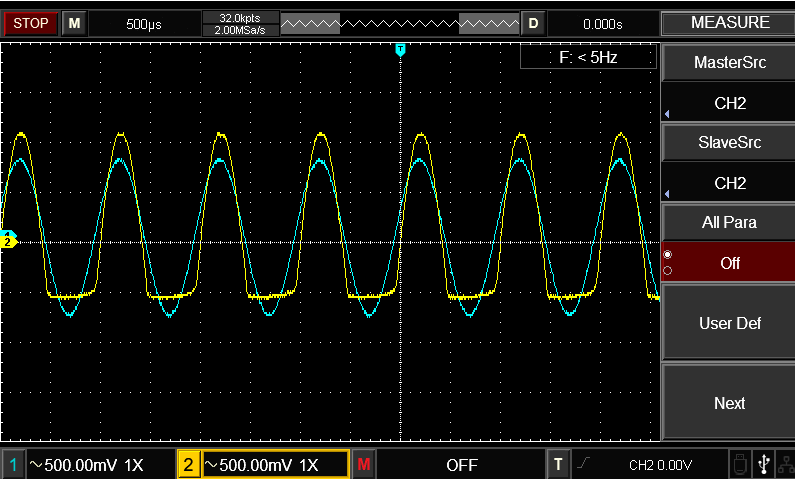 STOP M 500µs 32.0kpts D 0.000s MEASURE
2.00MSa/s
T
F: < 5Hz
MasterSrc
CH2
SlaveSrc
CH2
All Para
2
Off
User Def
Next
1 ~500.00mV 1X 2 ~500.00mV 1X M OFF T CH2 0.00V